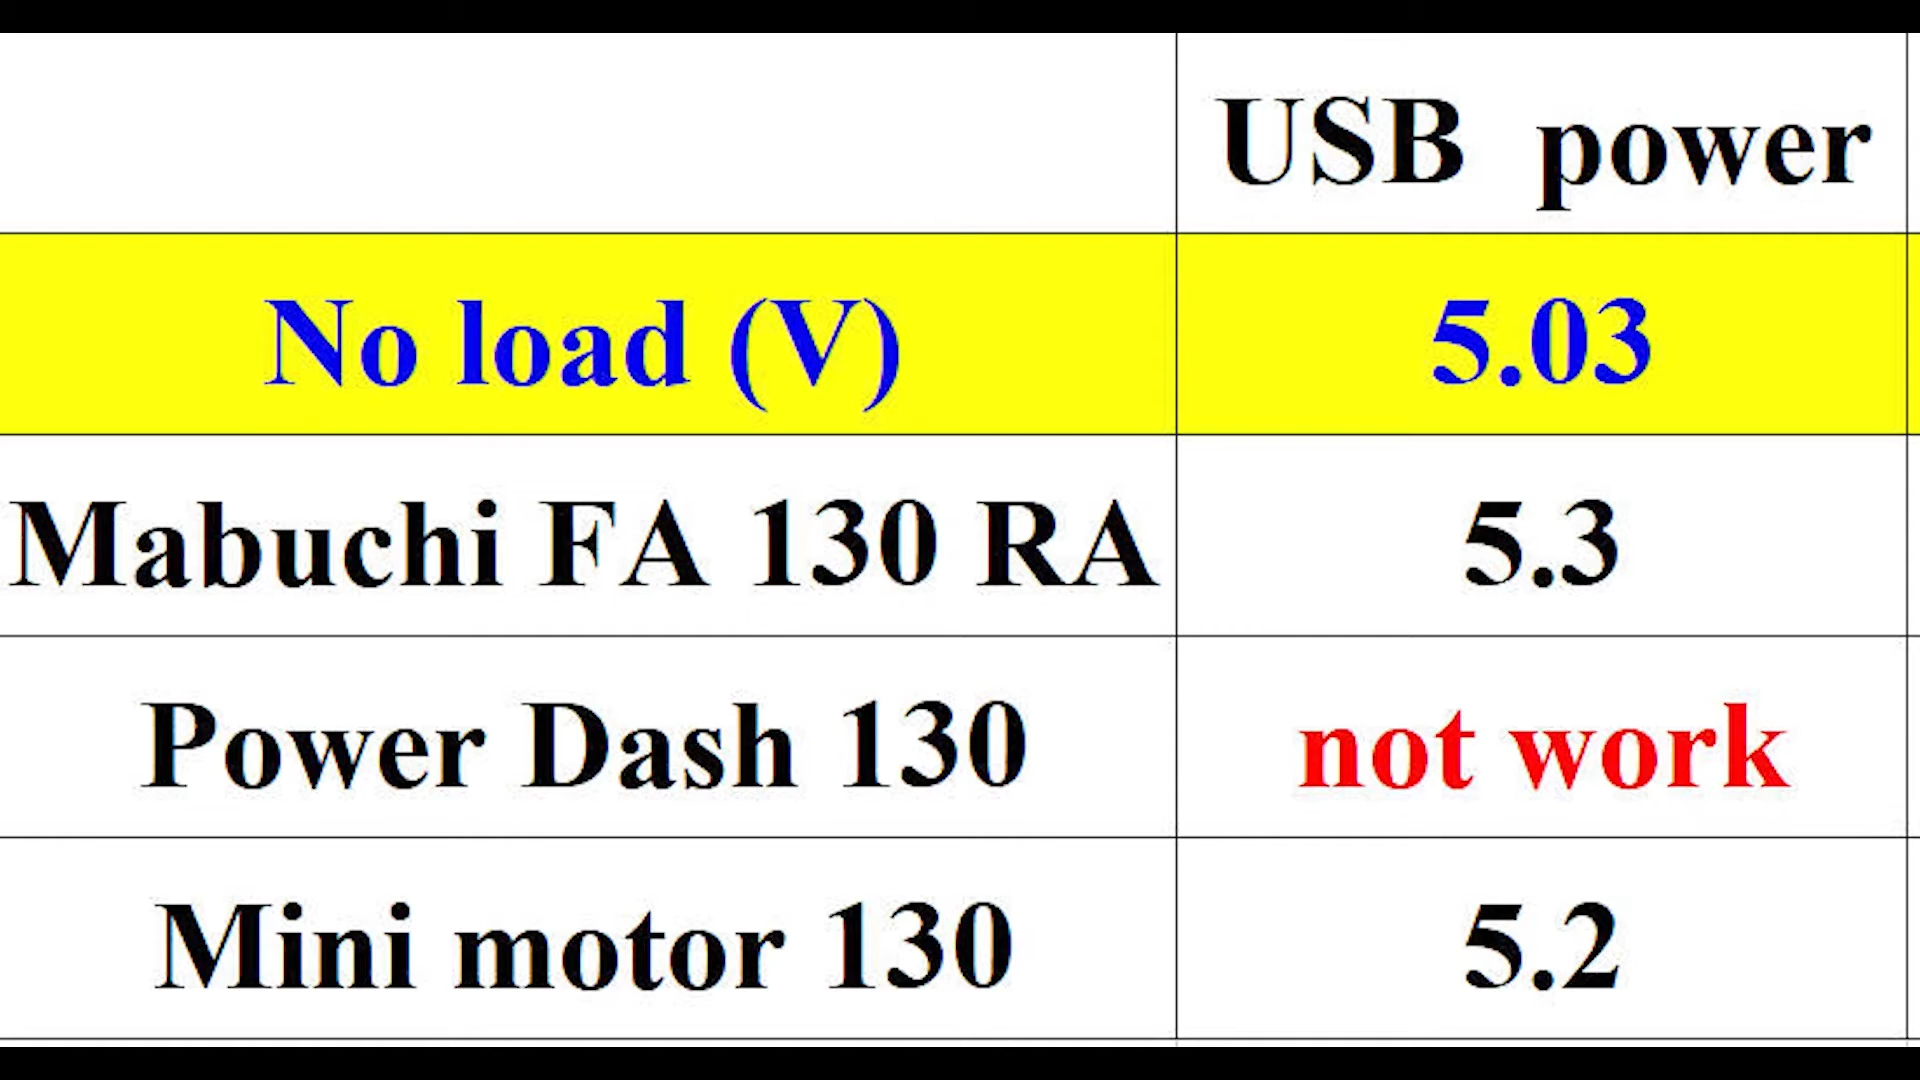 USB power
No load (V) 5.03
Mabuchi FA 130 RA 5.3
Power Dash 130 not work
Mini motor 130 5.2